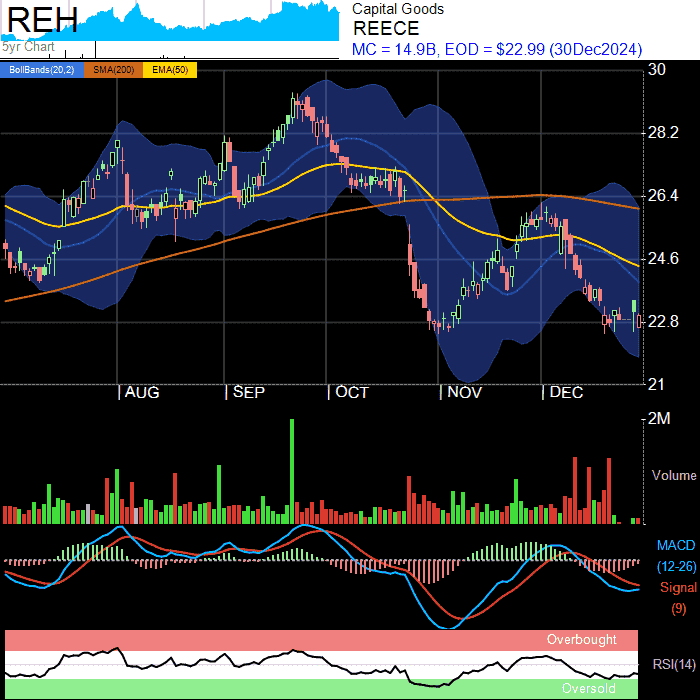 REH
5yr Chart
Capital Goods
REECE
MC = 14.9B, EOD = $22.99 (30Dec2024)
BollBands(20,2) SMA(200) EMA(50)
30
28.2
26.4
24.6
22.8
21
AUG SEP OCT NOV DEC
2M
Volume
MACD
(12-26)
Signal
(9)
Overbought
RSI(14)
Oversold